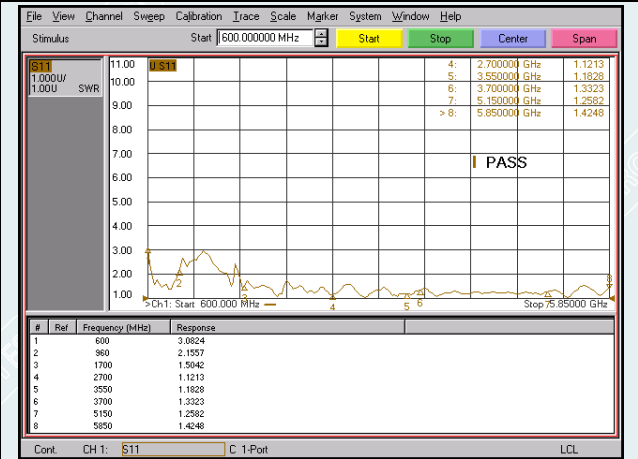 File View Channel Sweep Calibration Trace Scale Marker System Window Help
Stimulus Start 600.000000 MHz Start Stop Center Span
S11
1.000U/
1.00U SWR
11.00
10.00
9.00
8.00
7.00
6.00
5.00
4.00
3.00
2.00
1.00
U S11
4: 2.700000 GHz 1.1213
5: 3.550000 GHz 1.1828
6: 3.700000 GHz 1.3323
7: 5.150000 GHz 1.2582
> 8: 5.850000 GHz 1.4248
PASS
2
3
4
5
6
8
>Ch1: Start 600.000 MHz
Stop 5.85000 GHz
# Ref Frequency (MHz) Response
1 600 3.0824
2 960 2.1557
3 1700 1.5042
4 2700 1.1213
5 3550 1.1828
6 3700 1.3323
7 5150 1.2582
8 5850 1.4248
Cont. CH 1: S11 C 1-Port LCL